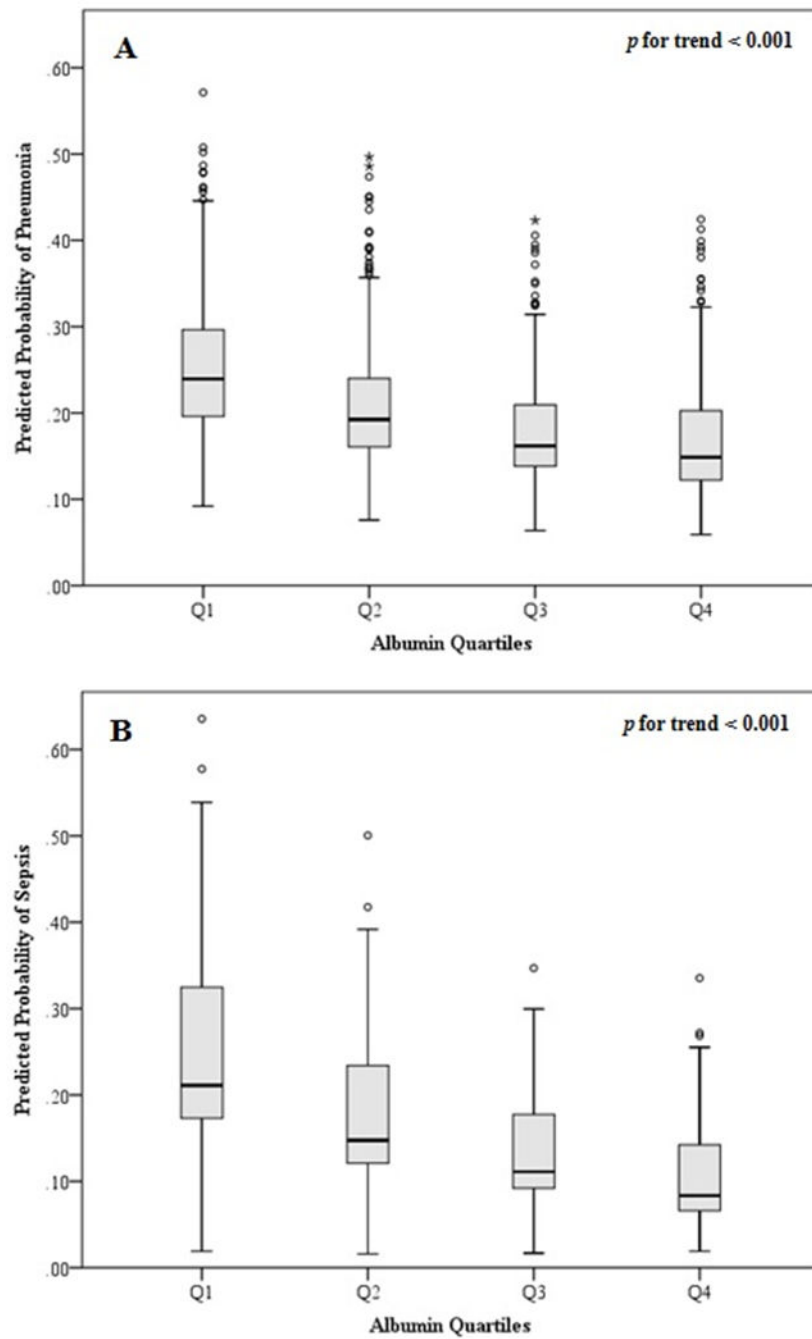 A
p for trend < 0.001
Predicted Probability of Pneumonia
.60
.50
.40
.30
.20
.10
.00
Q1 Q2 Q3 Q4
Albumin Quartiles
B
p for trend < 0.001
Predicted Probability of Sepsis
.60
.50
.40
.30
.20
.10
.00
Q1 Q2 Q3 Q4
Albumin Quartiles